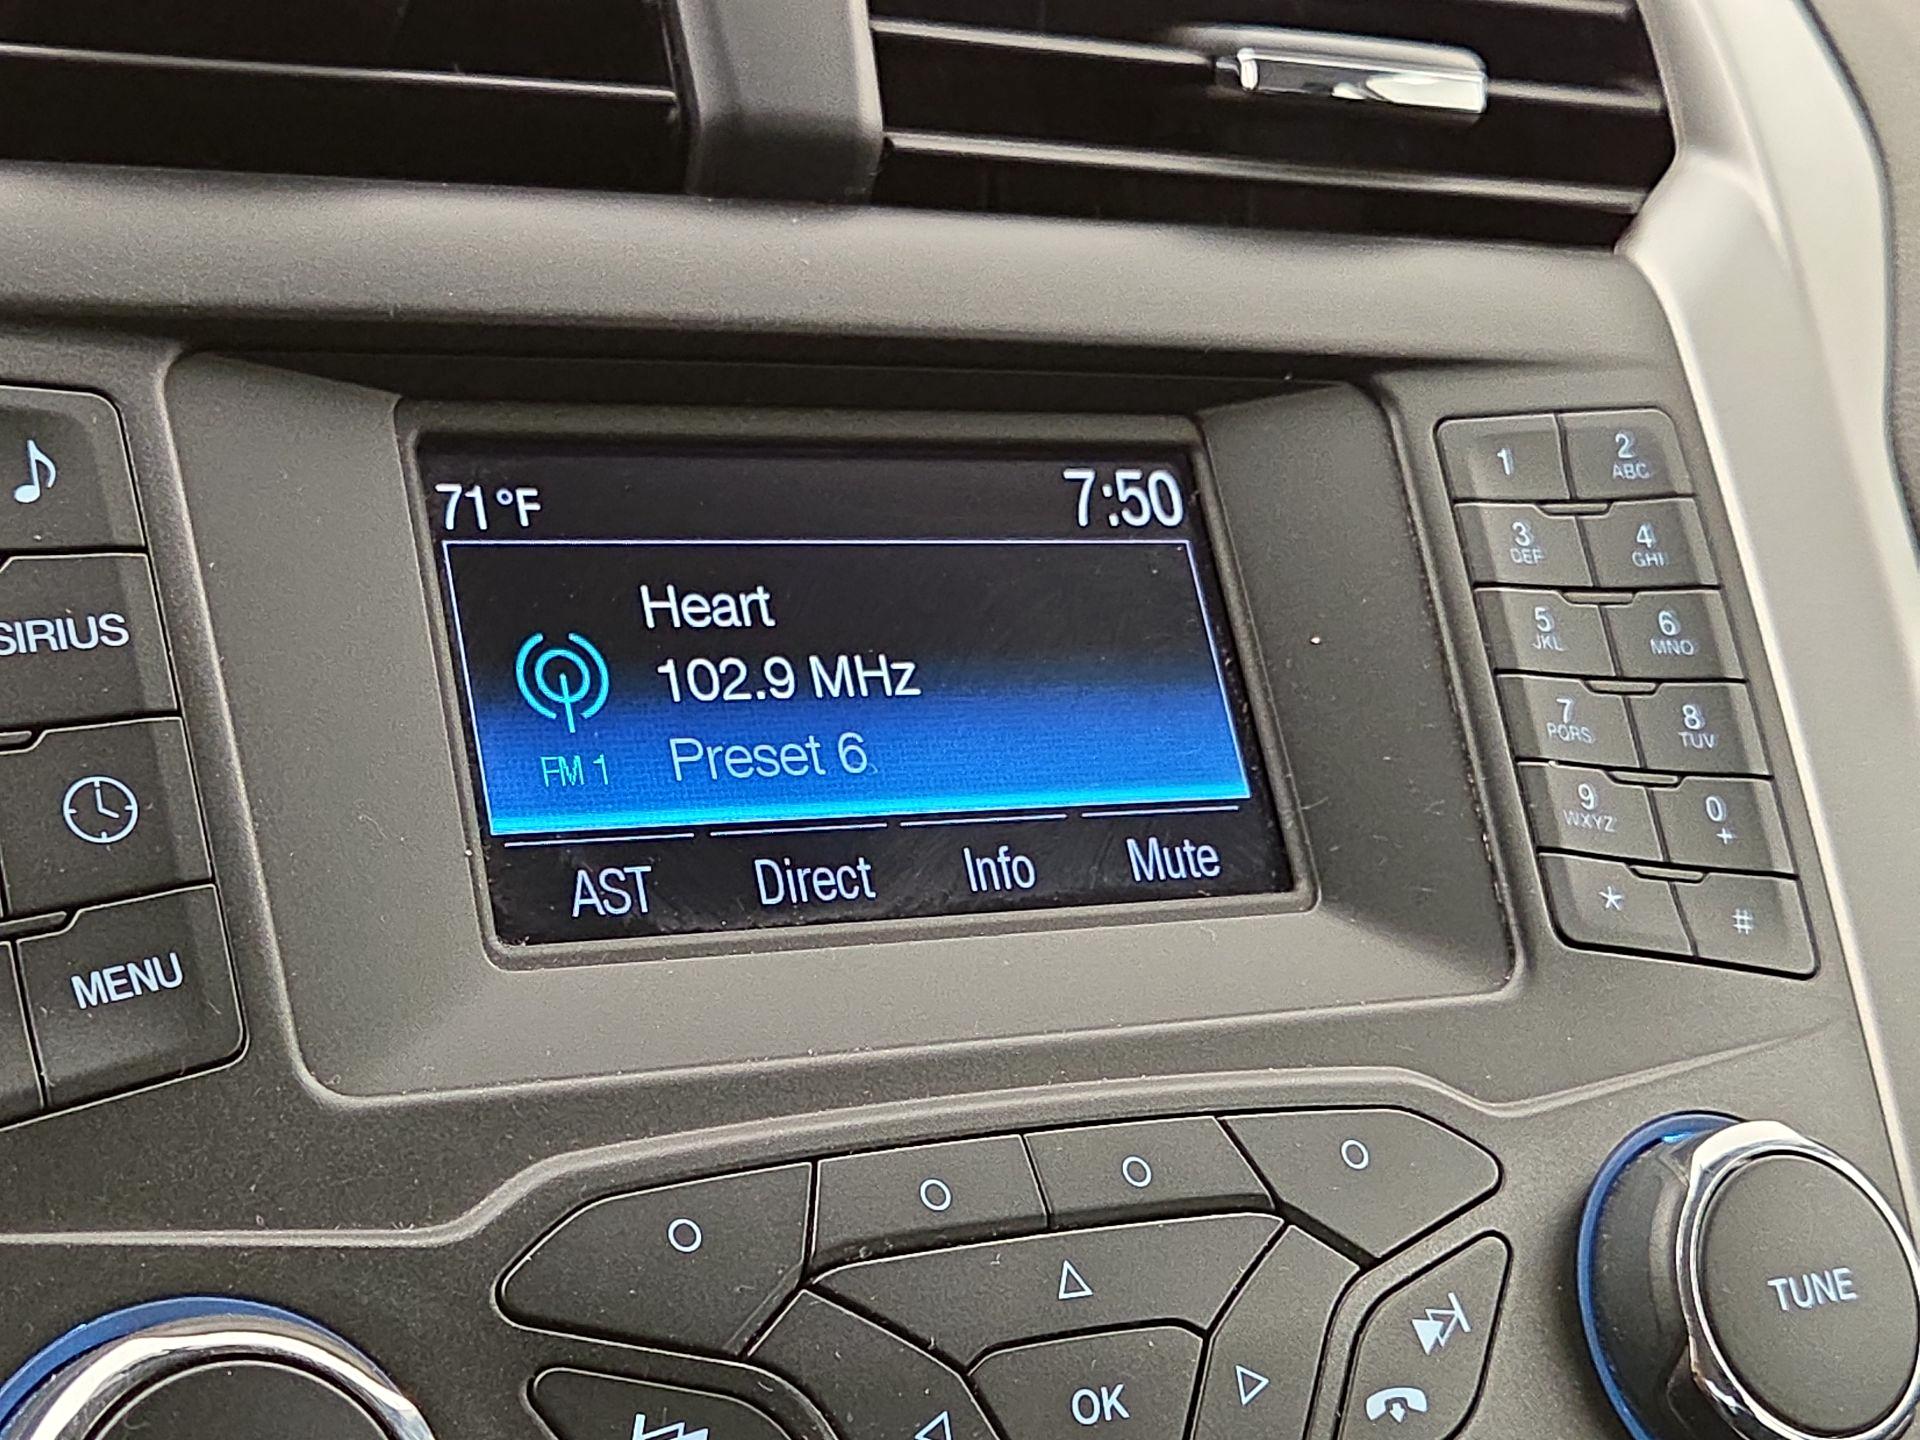 71°F 7:50
Heart
102.9 MHz
FM 1 Preset 6
AST Direct Info Mute
SIRIUS
MENU
1 2 ABC
3 DEF 4 GHI
5 JKL 6 MNO
7 PQRS 8 TUV
9 WXYZ 0 +
* #
OK
TUNE